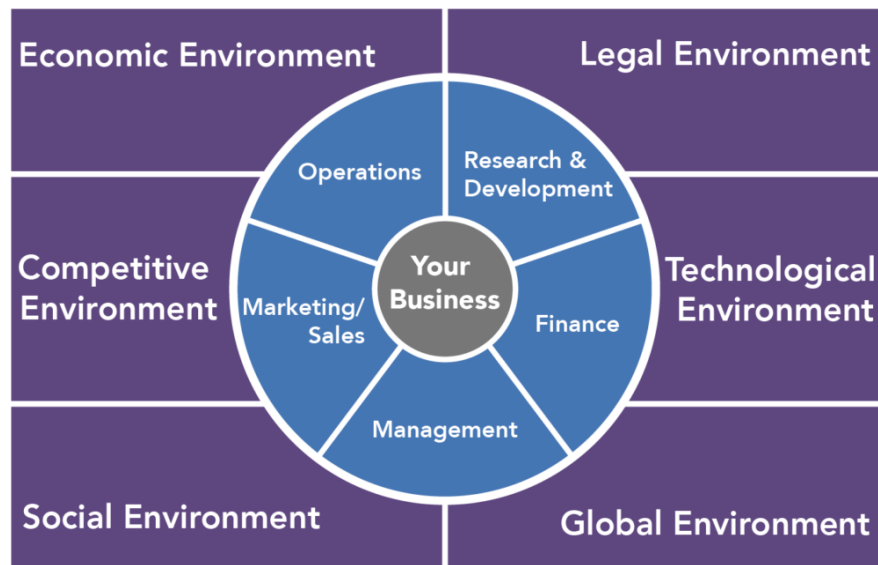 Economic Environment
Legal Environment
Operations
Research &
Development
Competitive
Environment
Your
Business
Technological
Environment
Marketing/
Sales
Finance
Management
Social Environment
Global Environment